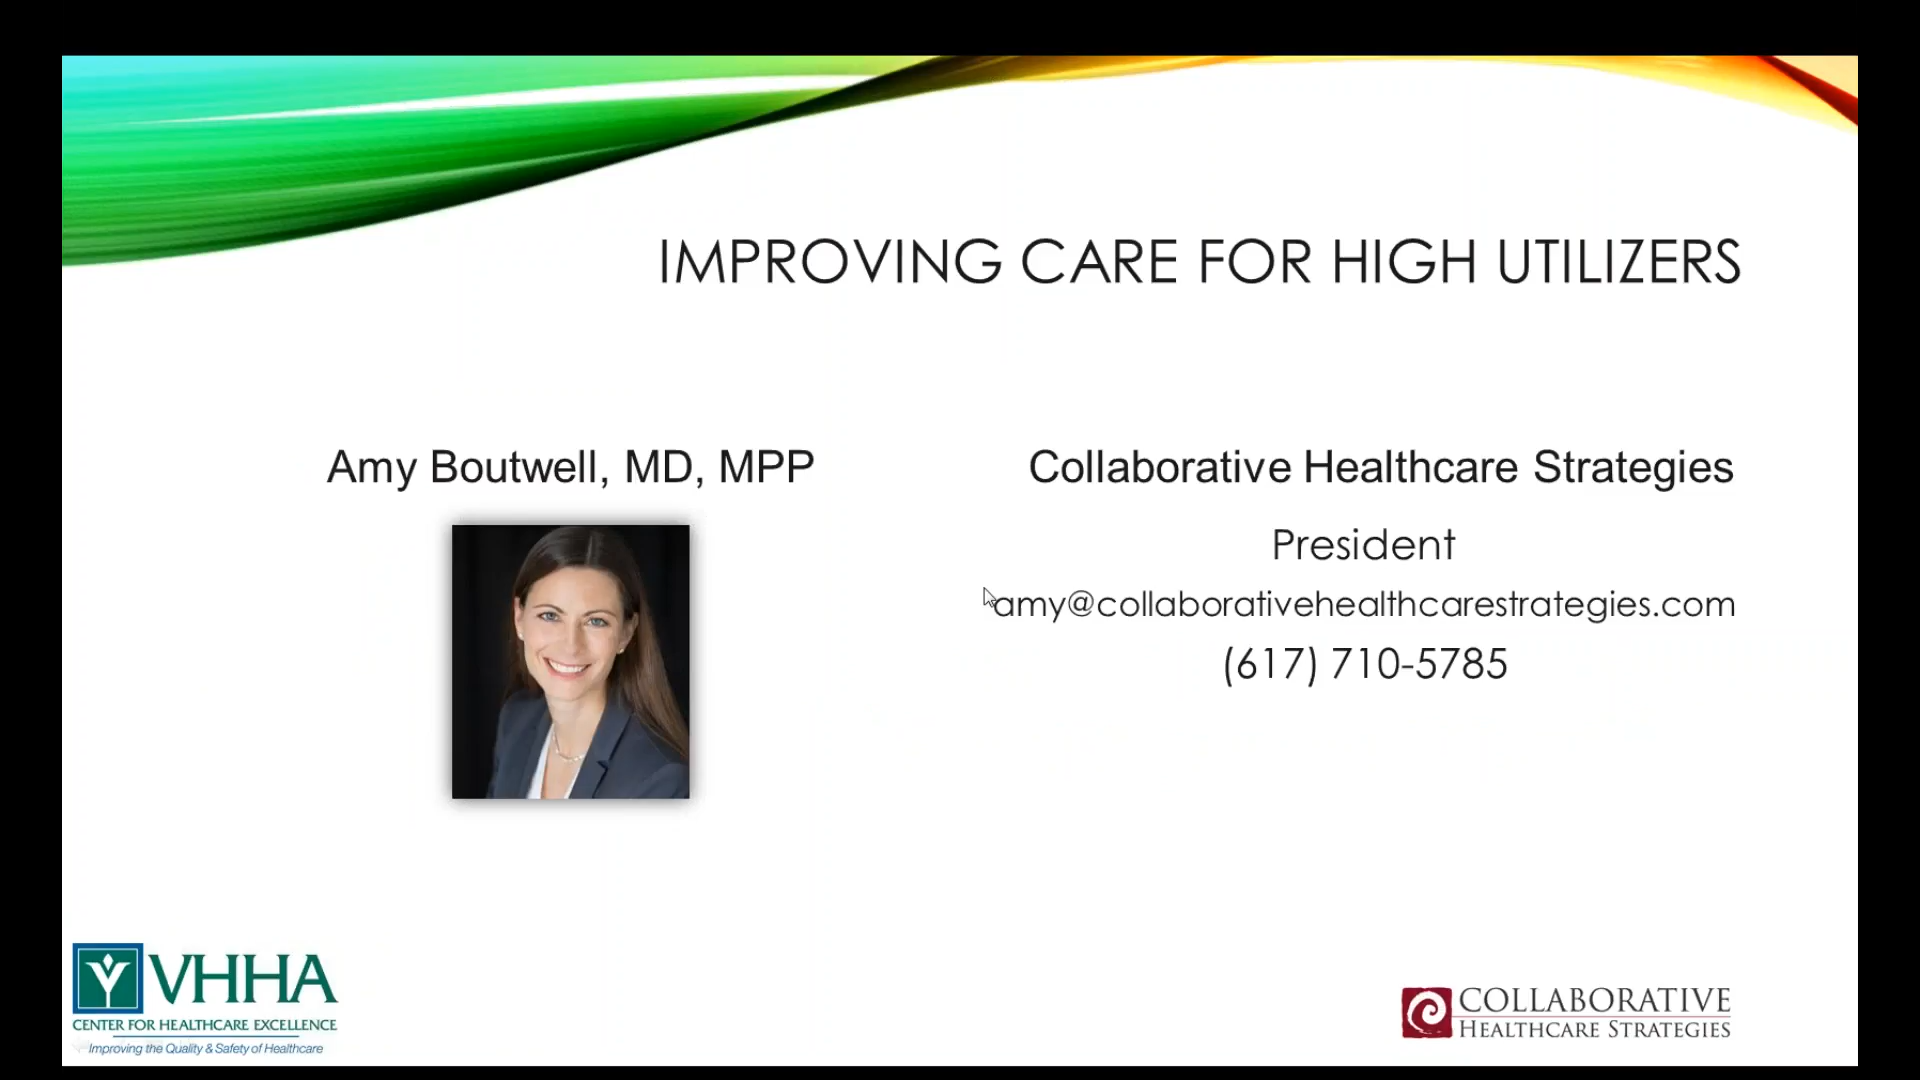 IMPROVING CARE FOR HIGH UTILIZERS
Amy Boutwell, MD, MPP
Collaborative Healthcare Strategies
President
amy@collaborativehealthcarestrategies.com
(617) 710-5785
VHHA
CENTER FOR HEALTHCARE EXCELLENCE
Improving the Quality & Safety of Healthcare
COLLABORATIVE
HEALTHCARE STRATEGIES